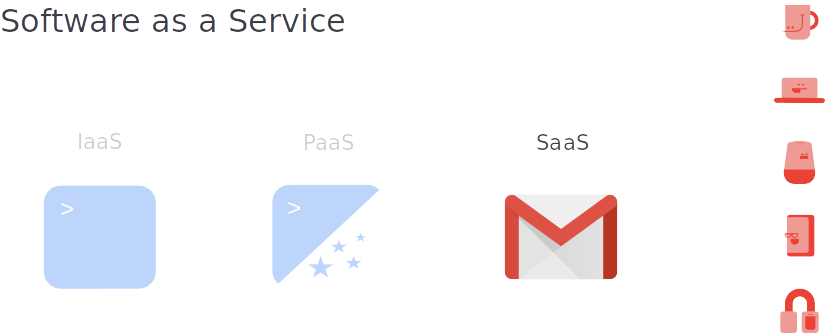 Software as a Service
IaaS
PaaS
SaaS
>
>